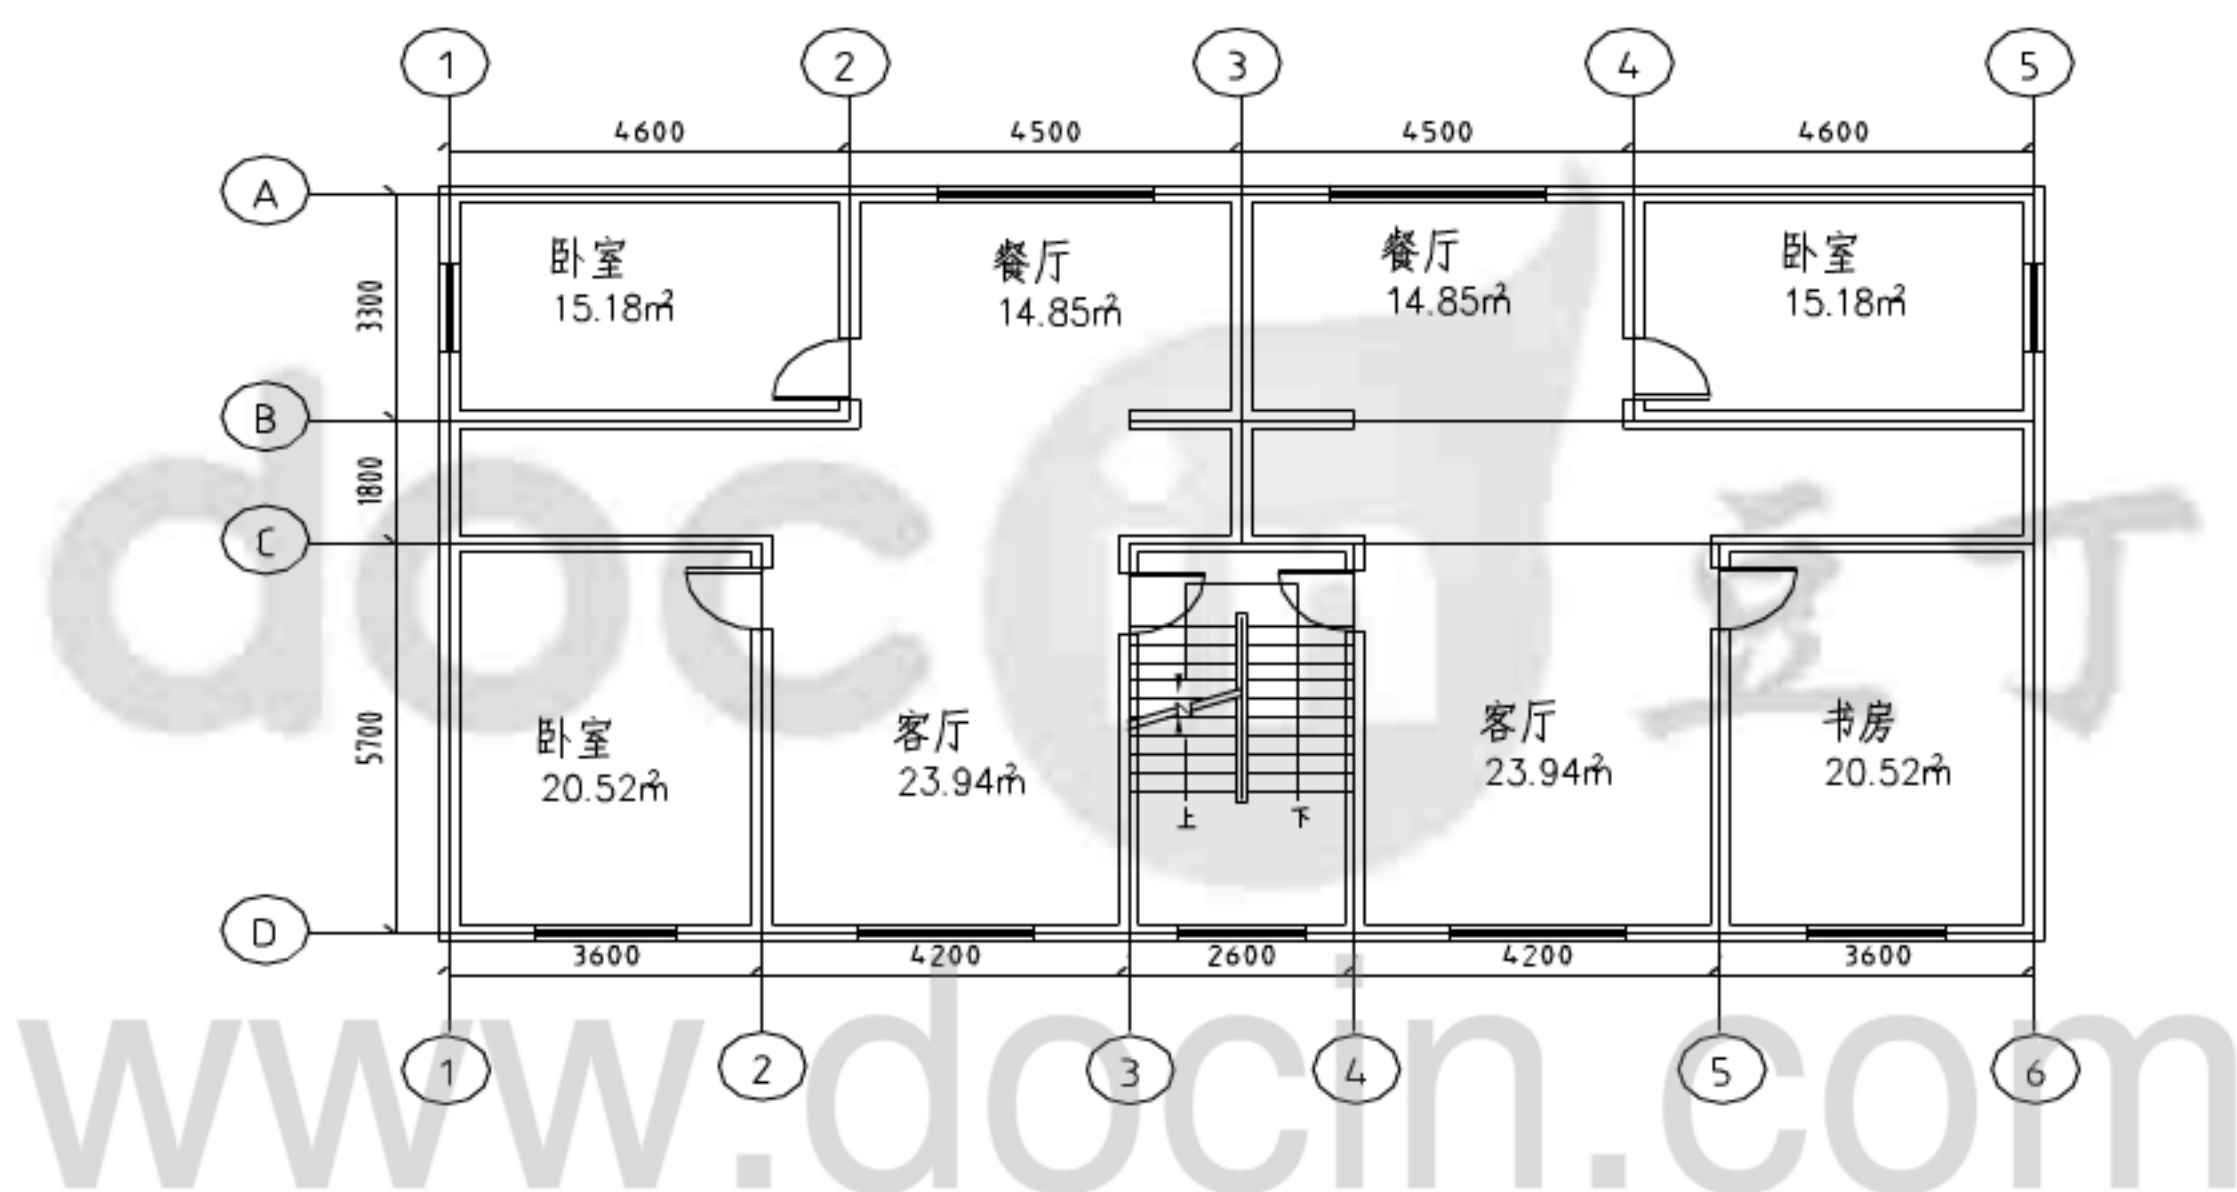 1 2 3 4 5
4600 4500 4500 4600
A
卧室 餐厅 餐厅 卧室
15.18㎡ 14.85㎡ 14.85㎡ 15.18㎡
3300
B
1800
C
5700
卧室 客厅 客厅 书房
20.52㎡ 23.94㎡ 23.94㎡ 20.52㎡
上 下
D
3600 4200 2600 4200 3600
1 2 3 4 5 6
docin 豆丁
www.docin.com